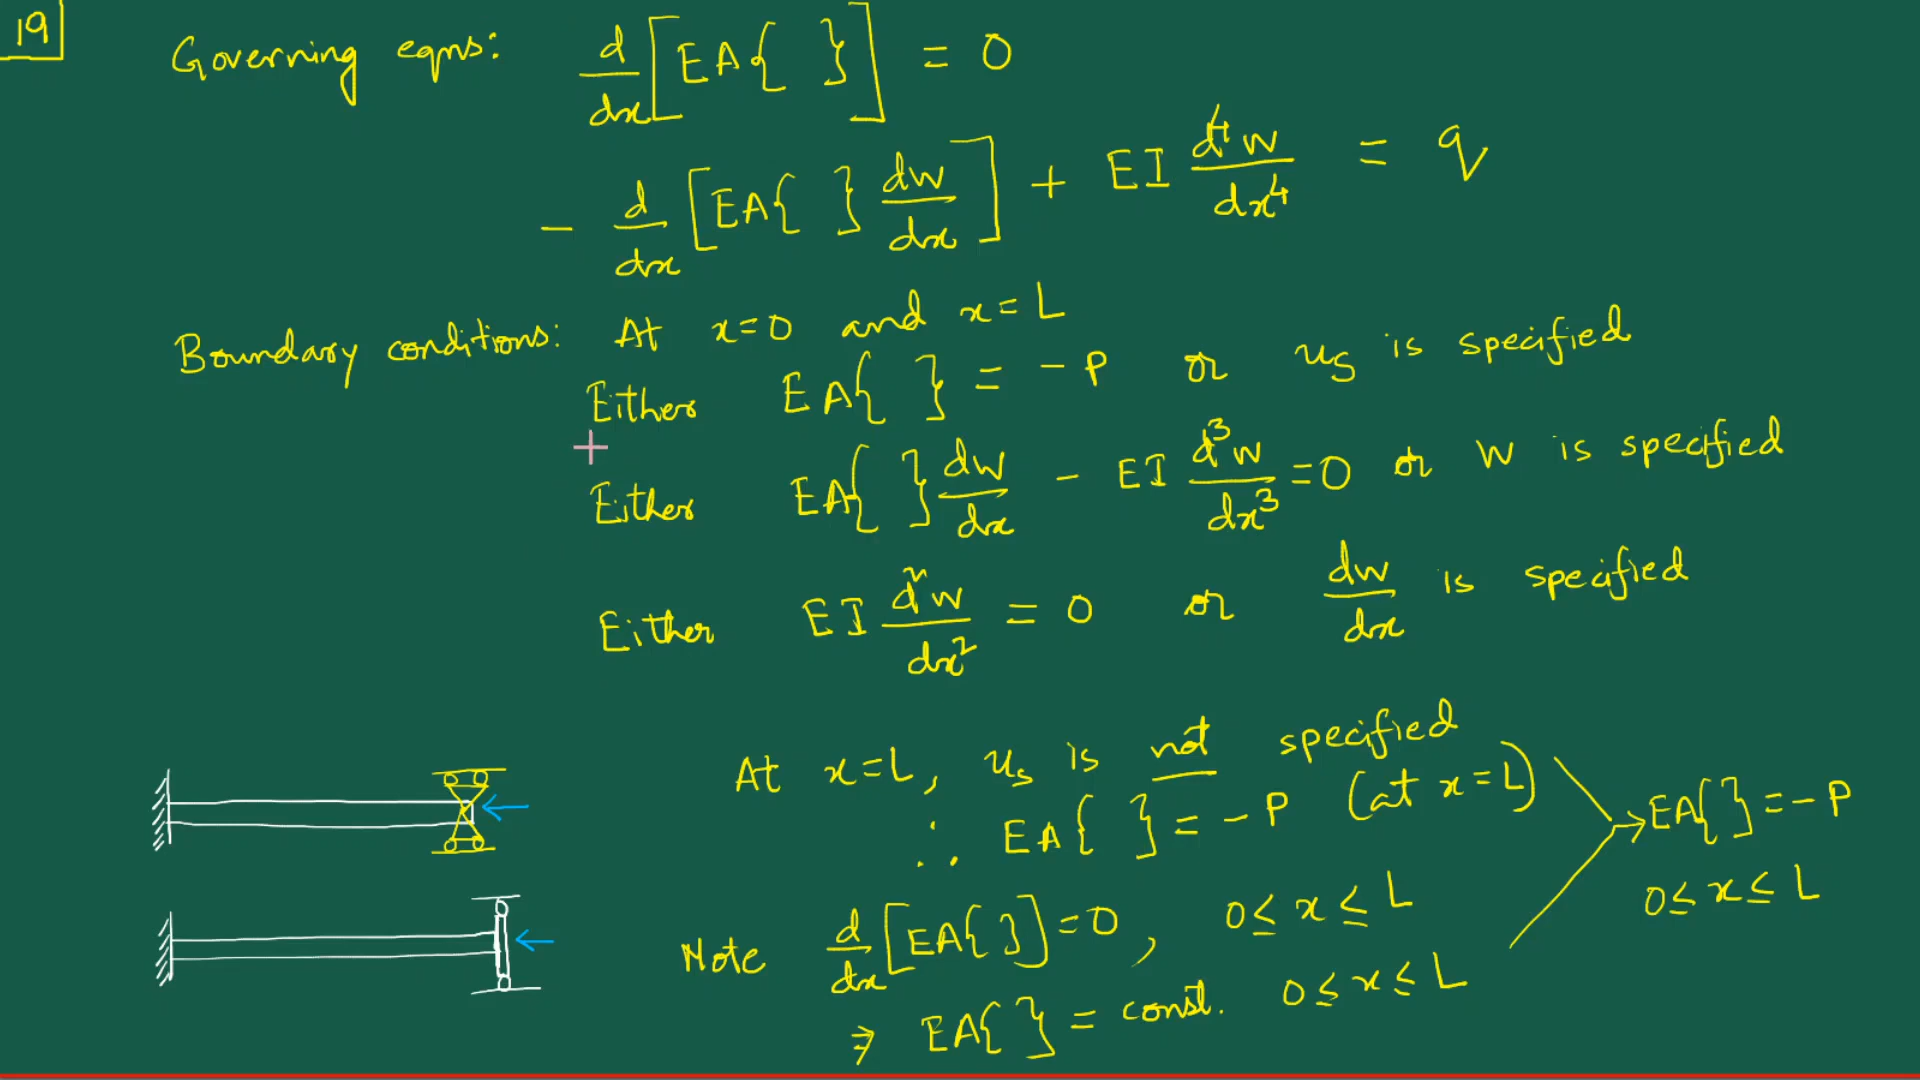 19
Governing eqns: d/dx [EA{ }] = 0
- d/dx [EA{ } dw/dx] + EI d⁴w/dx⁴ = q
Boundary conditions: At x=0 and x=L
Either EA{ } = -P or u_s is specified
Either EA{ } dw/dx - EI d³w/dx³ = 0 or w is specified
Either EI d²w/dx² = 0 or dw/dx is specified
At x=L, u_s is not specified
∴ EA{ } = -P (at x=L)
→ EA{ } = -P
0 ≤ x ≤ L
Note d/dx [EA{ }] = 0, 0 ≤ x ≤ L
⇒ EA{ } = const. 0 ≤ x ≤ L